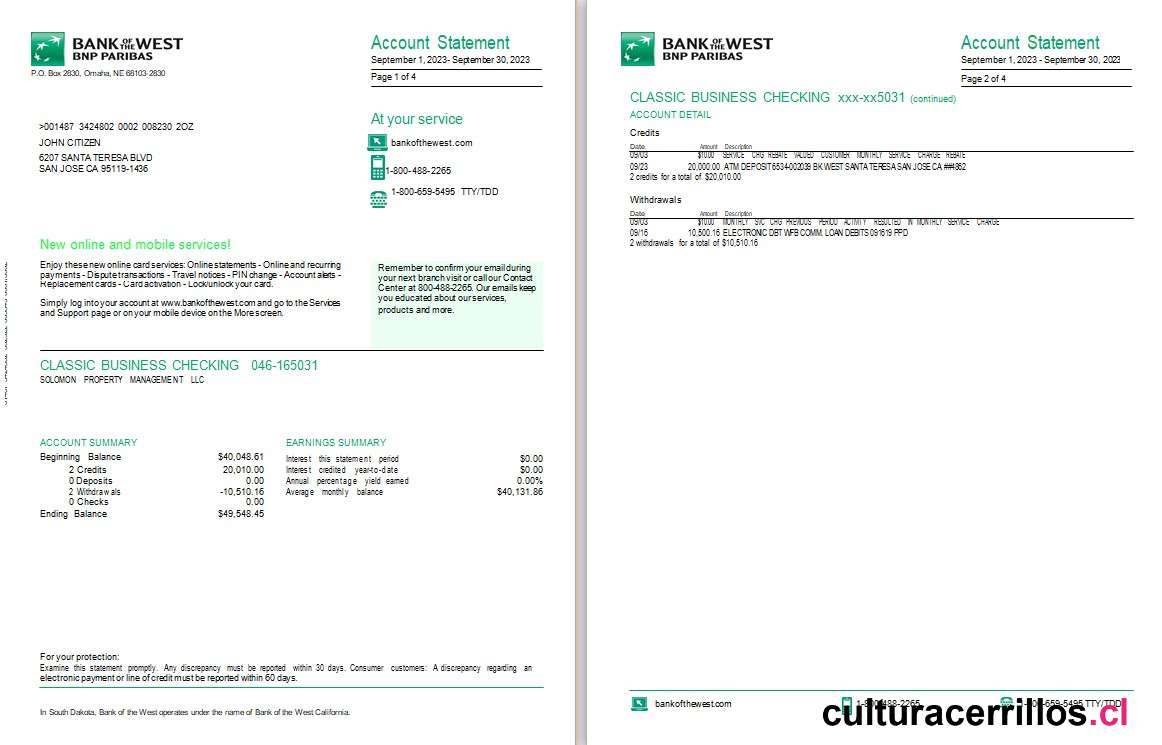 BANK OF THE WEST
BNP PARIBAS
P.O. Box 2830, Omaha, NE 68103-2830
Account Statement
September 1, 2023- September 30, 2023
Page 1 of 4
>001487 3424802 0002 008230 2OZ
JOHN CITIZEN
6207 SANTA TERESA BLVD
SAN JOSE CA 95119-1436
At your service
bankofthewest.com
1-800-488-2265
1-800-659-5495 TTY/TDD
New online and mobile services!
Enjoy these new online card services: Online statements - Online and recurring
payments - Dispute transactions - Travel notices - PIN change - Account alerts -
Replacement cards - Card activation - Lock/unlock your card.
Simply log into your account at www.bankofthewest.com and go to the Services
and Support page or on your mobile device on the More screen.
Remember to confirm your email during
your next branch visit or call our Contact
Center at 800-488-2265. Our emails keep
you educated about our services,
products and more.
CLASSIC BUSINESS CHECKING 046-165031
SOLOMON PROPERTY MANAGEMENT LLC
ACCOUNT SUMMARY
Beginning Balance $40,048.61
2 Credits 20,010.00
0 Deposits 0.00
2 Withdrawals -10,510.16
0 Checks 0.00
Ending Balance $49,548.45
EARNINGS SUMMARY
Interest this statement period $0.00
Interest credited year-to-date $0.00
Annual percentage yield earned 0.00%
Average monthly balance $40,131.86
For your protection:
Examine this statement promptly. Any discrepancy must be reported within 30 days. Consumer customers: A discrepancy regarding an
electronic payment or line of credit must be reported within 60 days.
In South Dakota, Bank of the West operates under the name of Bank of the West California.
BANK OF THE WEST
BNP PARIBAS
Account Statement
September 1, 2023 - September 30, 2023
Page 2 of 4
CLASSIC BUSINESS CHECKING xxx-xx5031 (continued)
ACCOUNT DETAIL
Credits
Date Amount Description
09/03 $10.00 SERVICE CHG REBATE VALUED CUSTOMER MONTHLY SERVICE CHARGE REBATE
09/23 20,000.00 ATM DEPOSIT 6534-002039 BK WEST SANTA TERESA SAN JOSE CA ###4862
2 credits for a total of $20,010.00
Withdrawals
Date Amount Description
09/03 $10.00 MONTHLY SVC CHG PREVIOUS PERIOD ACTIVITY RESULTED IN MONTHLY SERVICE CHARGE
09/16 10,500.16 ELECTRONIC DBT WFB COMM. LOAN DEBITS 091619 PPD
2 withdrawals for a total of $10,510.16
bankofthewest.com
1-800-488-2265
1-800-659-5495 TTY/TDD
culturacerrillos.cl